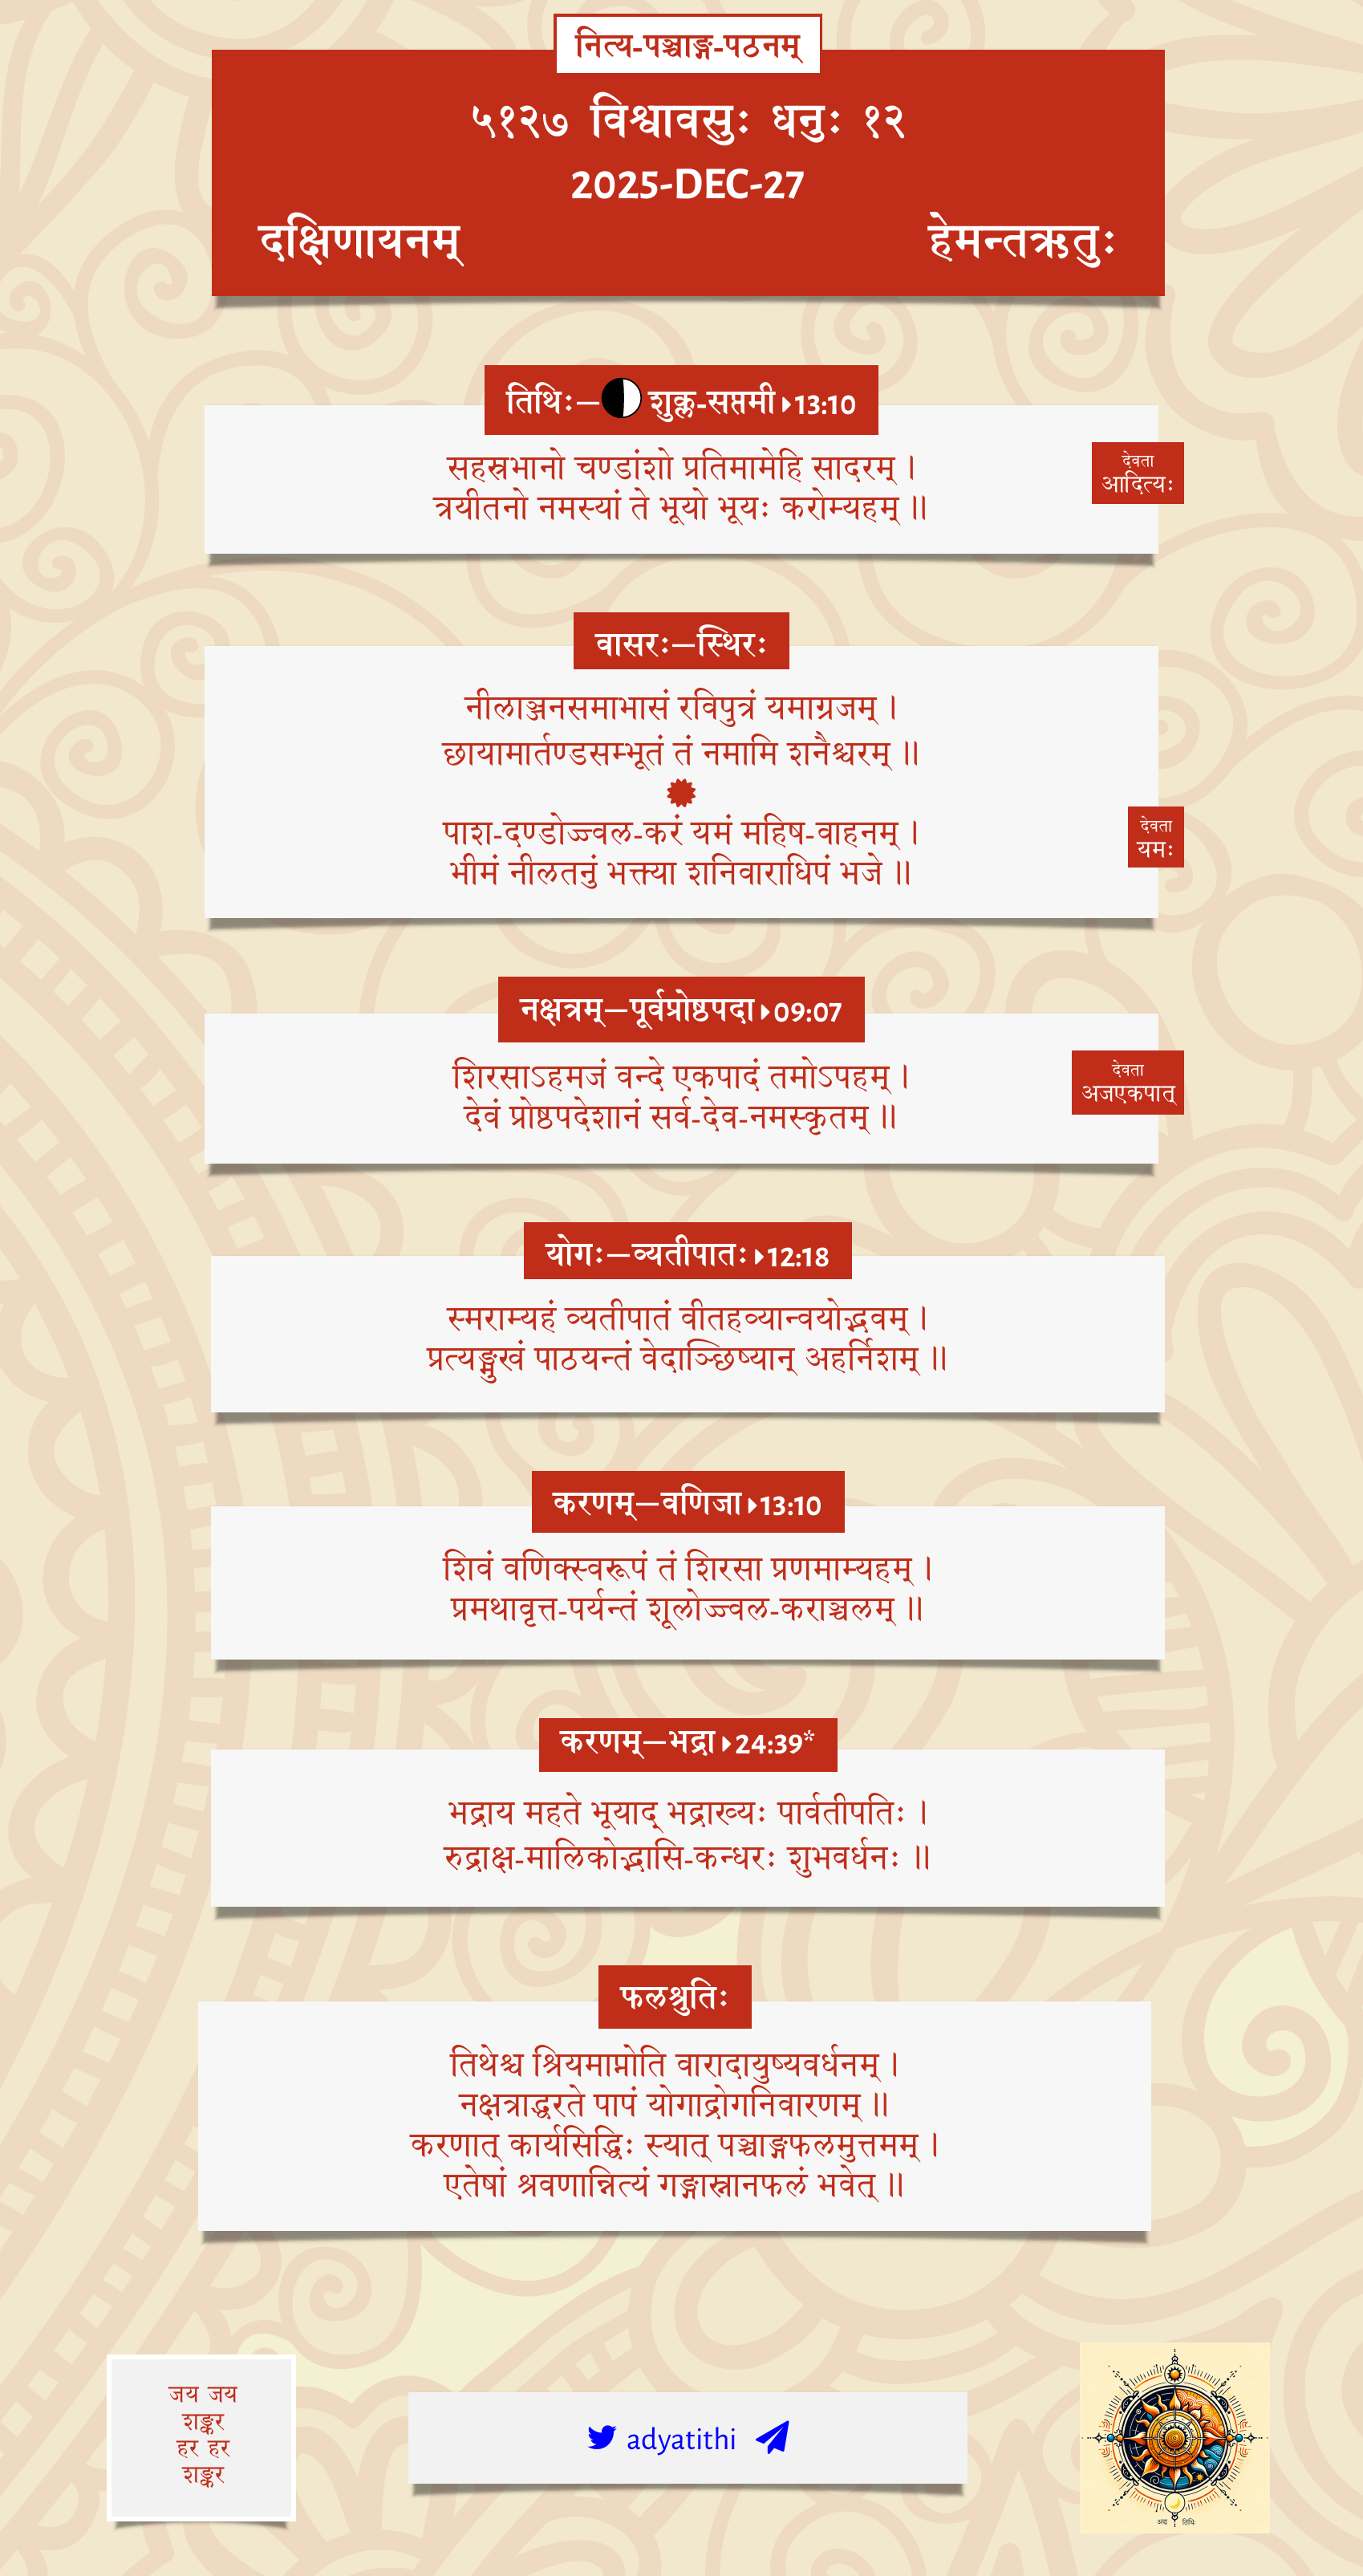 नित्य-पञ्चाङ्ग-पठनम्
५१२७ विश्वावसुः धनुः १२
2025-DEC-27
दक्षिणायनम्
हेमन्तऋतुः
तिथिः—शुक्ल-सप्तमी 13:10
सहस्रभानो चण्डांशो प्रतिमामेहि सादरम् ।
त्रयीतनो नमस्यां ते भूयो भूयः करोम्यहम् ॥
देवता
आदित्यः
वासरः—स्थिरः
नीलाञ्जनसमाभासं रविपुत्रं यमाग्रजम् ।
छायामार्तण्डसम्भूतं तं नमामि शनैश्चरम् ॥
पाश-दण्डोज्ज्वल-करं यमं महिष-वाहनम् ।
भीमं नीलतनुं भक्त्या शनिवाराधिपं भजे ॥
देवता
यमः
नक्षत्रम्—पूर्वप्रोष्ठपदा 09:07
शिरसाऽहमजं वन्दे एकपादं तमोऽपहम् ।
देवं प्रोष्ठपदेशानं सर्व-देव-नमस्कृतम् ॥
देवता
अजएकपात्
योगः—व्यतीपातः 12:18
स्मराम्यहं व्यतीपातं वीतहव्यान्वयोद्भवम् ।
प्रत्यङ्मुखं पाठयन्तं वेदाञ्छिष्यान् अहर्निशम् ॥
करणम्—वणिजा 13:10
शिवं वणिक्स्वरूपं तं शिरसा प्रणमाम्यहम् ।
प्रमथावृत्त-पर्यन्तं शूलोज्ज्वल-कराञ्चलम् ॥
करणम्—भद्रा 24:39*
भद्राय महते भूयाद् भद्राख्यः पार्वतीपतिः ।
रुद्राक्ष-मालिकोद्भासि-कन्धरः शुभवर्धनः ॥
फलश्रुतिः
तिथेश्च श्रियमाप्नोति वारादायुष्यवर्धनम् ।
नक्षत्राद्धरते पापं योगाद्रोगनिवारणम् ॥
करणात् कार्यसिद्धिः स्यात् पञ्चाङ्गफलमुत्तमम् ।
एतेषां श्रवणान्नित्यं गङ्गास्नानफलं भवेत् ॥
जय जय
शङ्कर
हर हर
शङ्कर
adyatithi
अद्य तिथिः